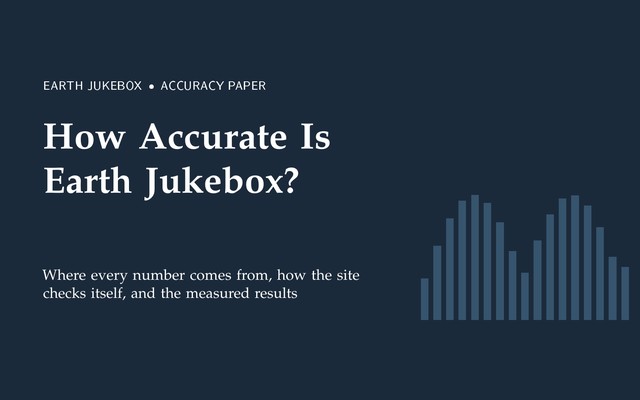 EARTH JUKEBOX • ACCURACY PAPER
How Accurate Is
Earth Jukebox?
Where every number comes from, how the site
checks itself, and the measured results